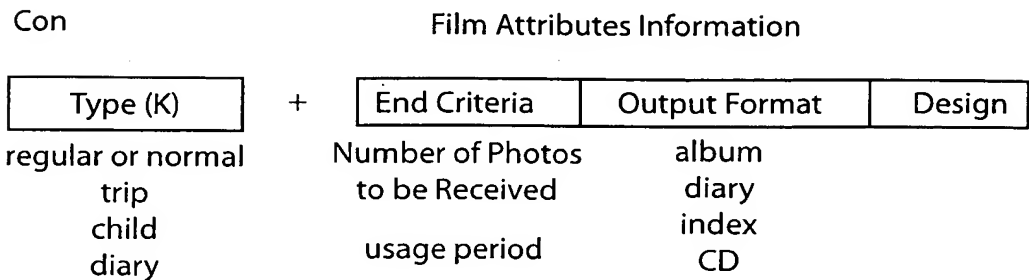 Con Film Attributes Information
Type (K) + End Criteria Output Format Design
regular or normal Number of Photos album
trip to be Received diary
child index
diary usage period CD